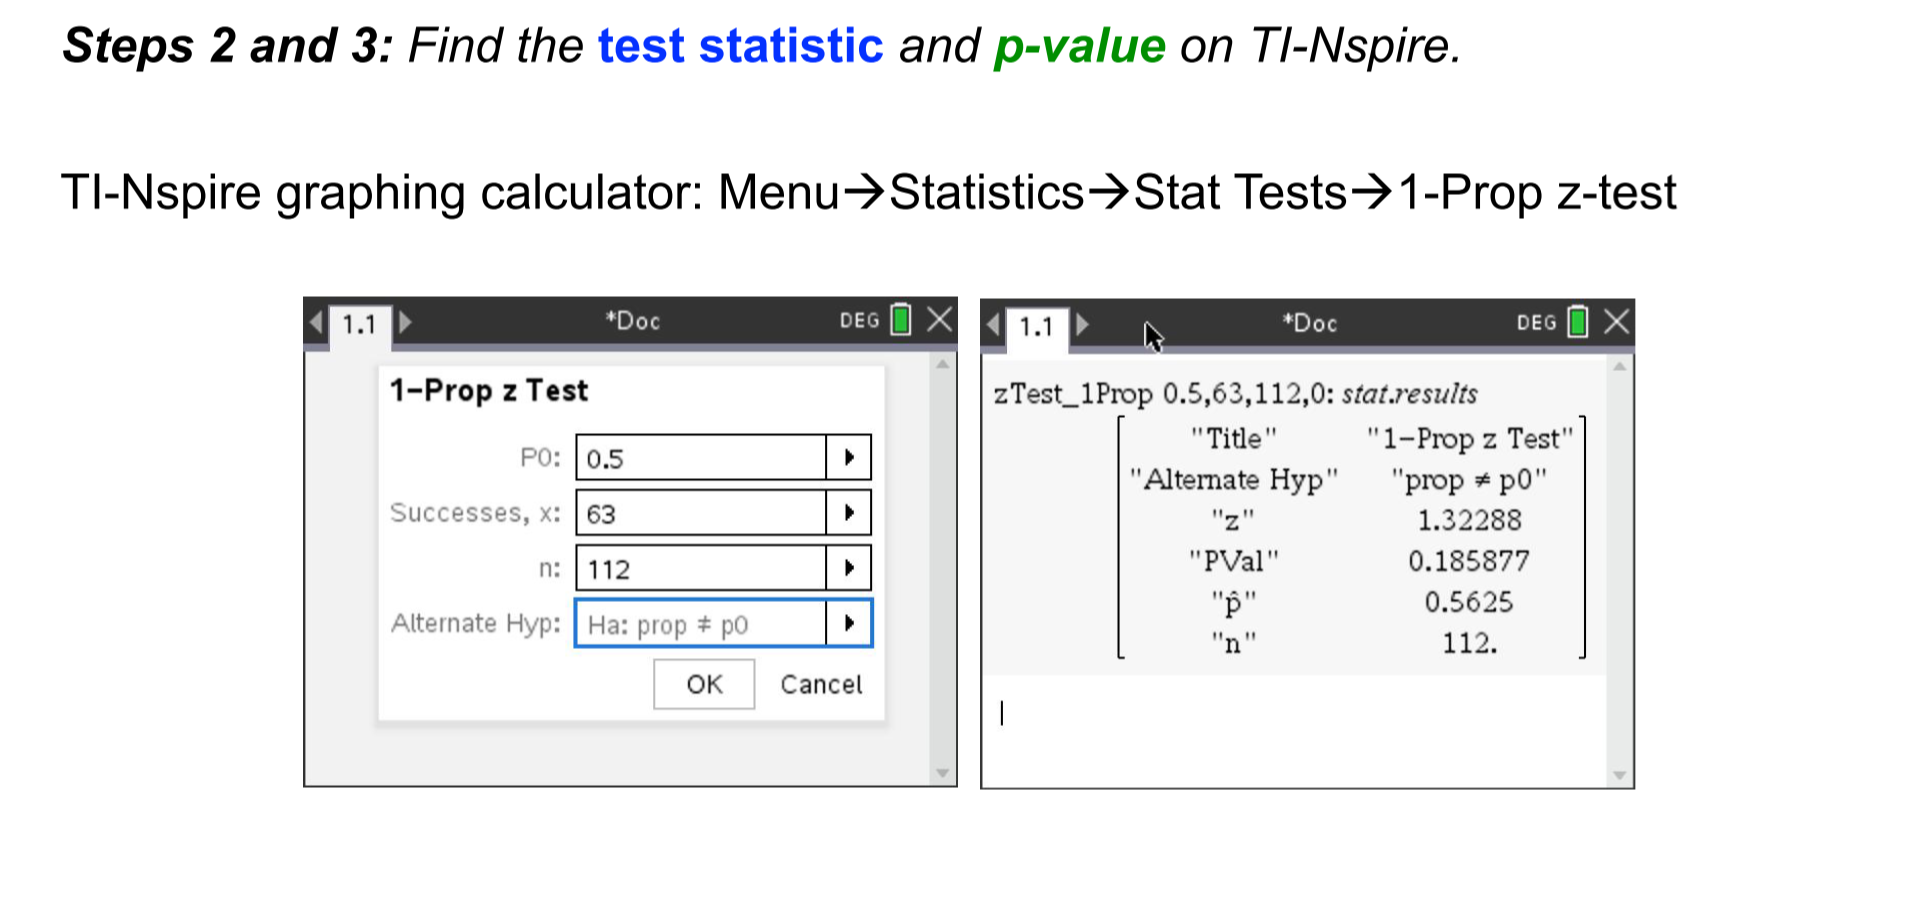 Steps 2 and 3: Find the test statistic and p-value on TI-Nspire.
TI-Nspire graphing calculator: Menu→Statistics→Stat Tests→1-Prop z-test
1.1 *Doc DEG
1-Prop z Test
P0: 0.5
Successes, x: 63
n: 112
Alternate Hyp: Ha: prop ≠ p0
OK Cancel
1.1 *Doc DEG
zTest_1Prop 0.5,63,112,0: stat.results
"Title" "1-Prop z Test"
"Alternate Hyp" "prop ≠ p0"
"z" 1.32288
"PVal" 0.185877
"p̂" 0.5625
"n" 112.